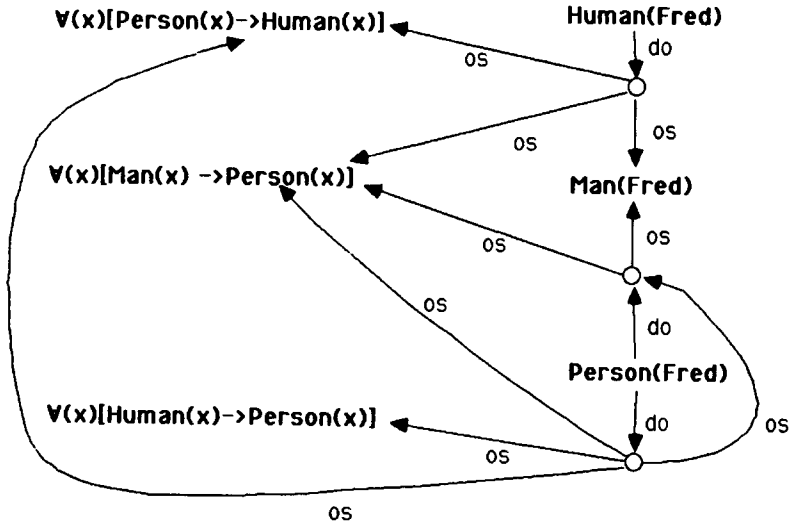 ∀(x)[Person(x)->Human(x)]
Human(Fred)
do
os
os
os
∀(x)[Man(x) ->Person(x)]
Man(Fred)
os
os
os
do
Person(Fred)
∀(x)[Human(x)->Person(x)]
do
os
os
os